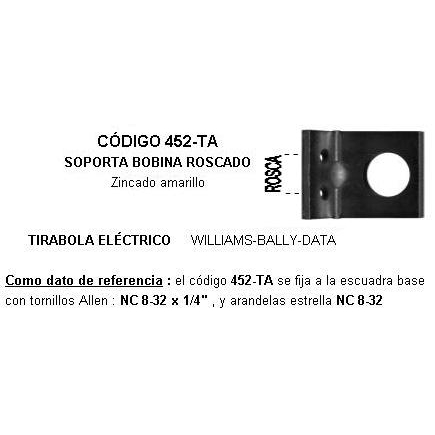 CÓDIGO 452-TA
SOPORTA BOBINA ROSCADO
Zincado amarillo
ROSCA
TIRABOLA ELÉCTRICO WILLIAMS-BALLY-DATA
Como dato de referencia : el código 452-TA se fija a la escuadra base
con tornillos Allen : NC 8-32 x 1/4" , y arandelas estrella NC 8-32